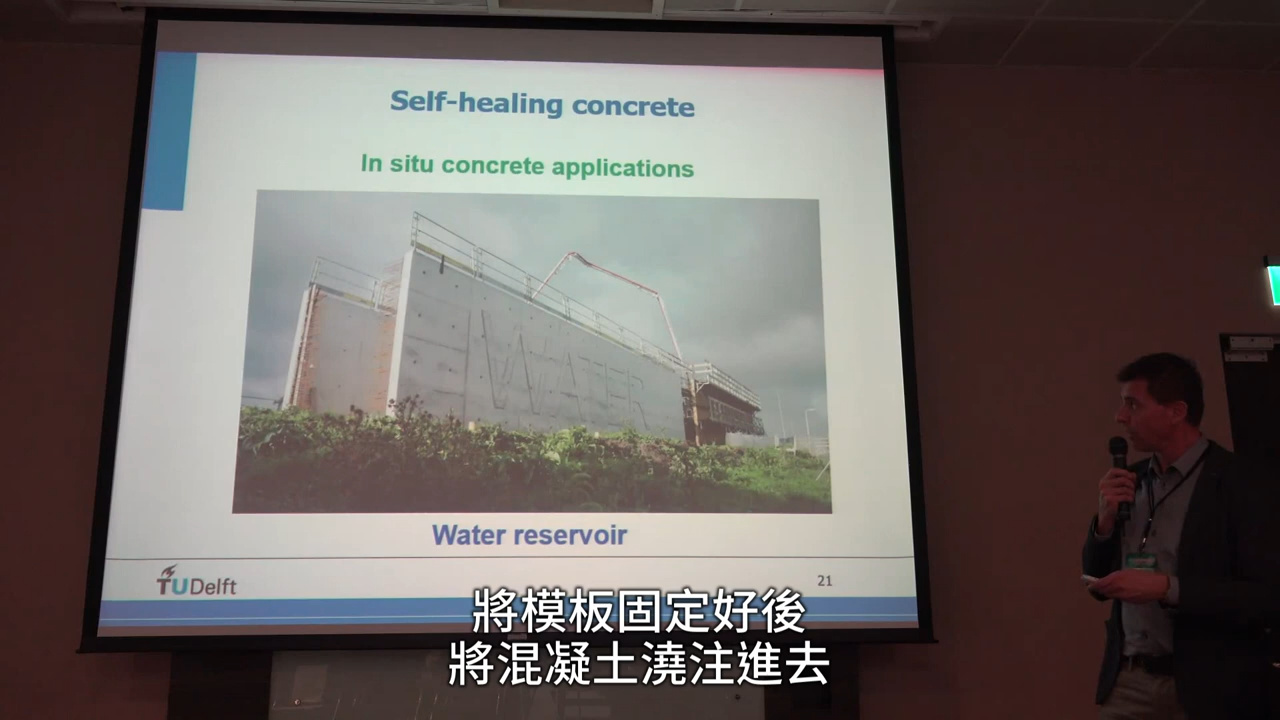 Self-healing concrete
In situ concrete applications
WATER
Water reservoir
TUDelft
21
將模板固定好後
將混凝土澆注進去